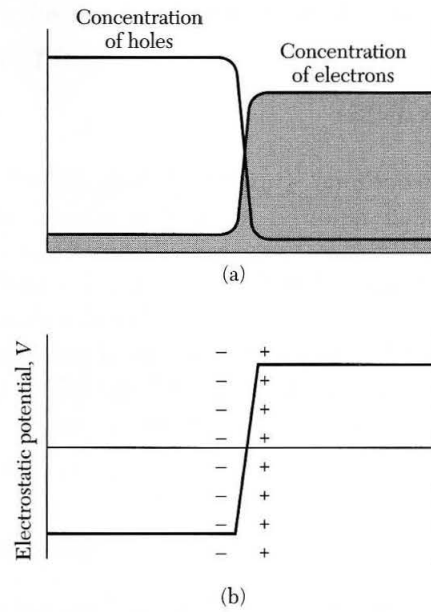 Concentration
of holes
Concentration
of electrons
(a)
Electrostatic potential, V
− +
− +
− +
− +
− +
− +
− +
− +
(b)